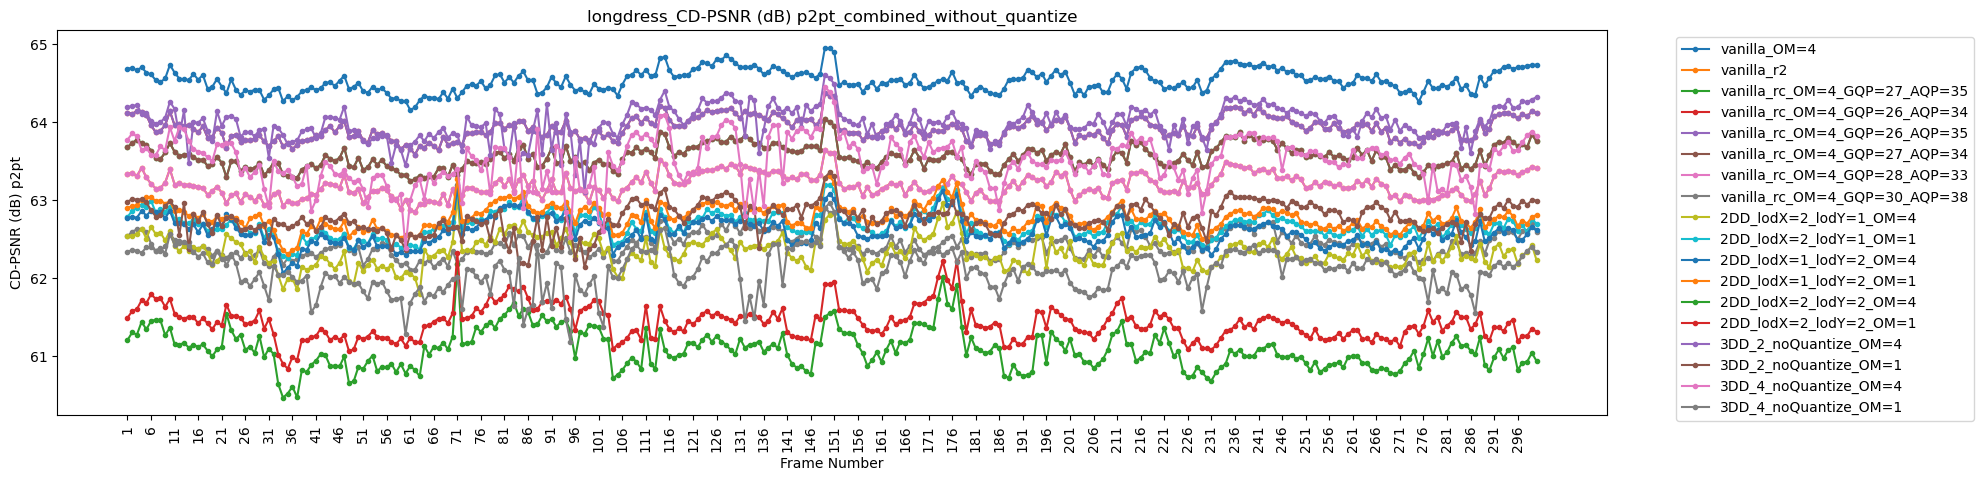 longdress_CD-PSNR (dB) p2pt_combined_without_quantize
CD-PSNR (dB) p2pt
65
64
63
62
61
1 6 11 16 21 26 31 36 41 46 51 56 61 66 71 76 81 86 91 96 101 106 111 116 121 126 131 136 141 146 151 156 161 166 171 176 181 186 191 196 201 206 211 216 221 226 231 236 241 246 251 256 261 266 271 276 281 286 291 296
Frame Number
vanilla_OM=4
vanilla_r2
vanilla_rc_OM=4_GQP=27_AQP=35
vanilla_rc_OM=4_GQP=26_AQP=34
vanilla_rc_OM=4_GQP=26_AQP=35
vanilla_rc_OM=4_GQP=27_AQP=34
vanilla_rc_OM=4_GQP=28_AQP=33
vanilla_rc_OM=4_GQP=30_AQP=38
2DD_lodX=2_lodY=1_OM=4
2DD_lodX=2_lodY=1_OM=1
2DD_lodX=1_lodY=2_OM=4
2DD_lodX=1_lodY=2_OM=1
2DD_lodX=2_lodY=2_OM=4
2DD_lodX=2_lodY=2_OM=1
3DD_2_noQuantize_OM=4
3DD_2_noQuantize_OM=1
3DD_4_noQuantize_OM=4
3DD_4_noQuantize_OM=1